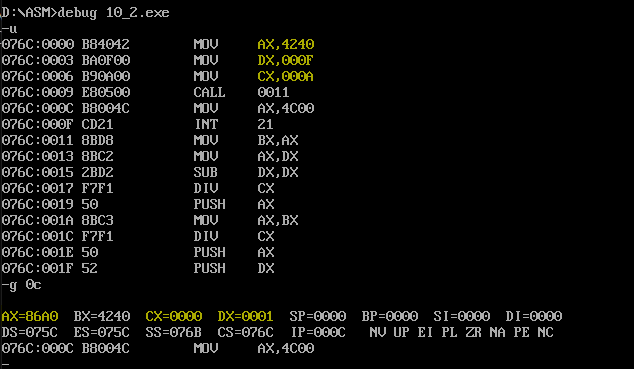 D:\ASM>debug 10_2.exe
-u
076C:0000 B84042 MOV AX,4240
076C:0003 BA0F00 MOV DX,000F
076C:0006 B90A00 MOV CX,000A
076C:0009 E80500 CALL 0011
076C:000C B8004C MOV AX,4C00
076C:000F CD21 INT 21
076C:0011 8BD8 MOV BX,AX
076C:0013 8BC2 MOV AX,DX
076C:0015 2BD2 SUB DX,DX
076C:0017 F7F1 DIV CX
076C:0019 50 PUSH AX
076C:001A 8BC3 MOV AX,BX
076C:001C F7F1 DIV CX
076C:001E 50 PUSH AX
076C:001F 52 PUSH DX
-g 0c
AX=86A0 BX=4240 CX=0000 DX=0001 SP=0000 BP=0000 SI=0000 DI=0000
DS=075C ES=075C SS=076B CS=076C IP=000C NV UP EI PL ZR NA PE NC
076C:000C B8004C MOV AX,4C00
-